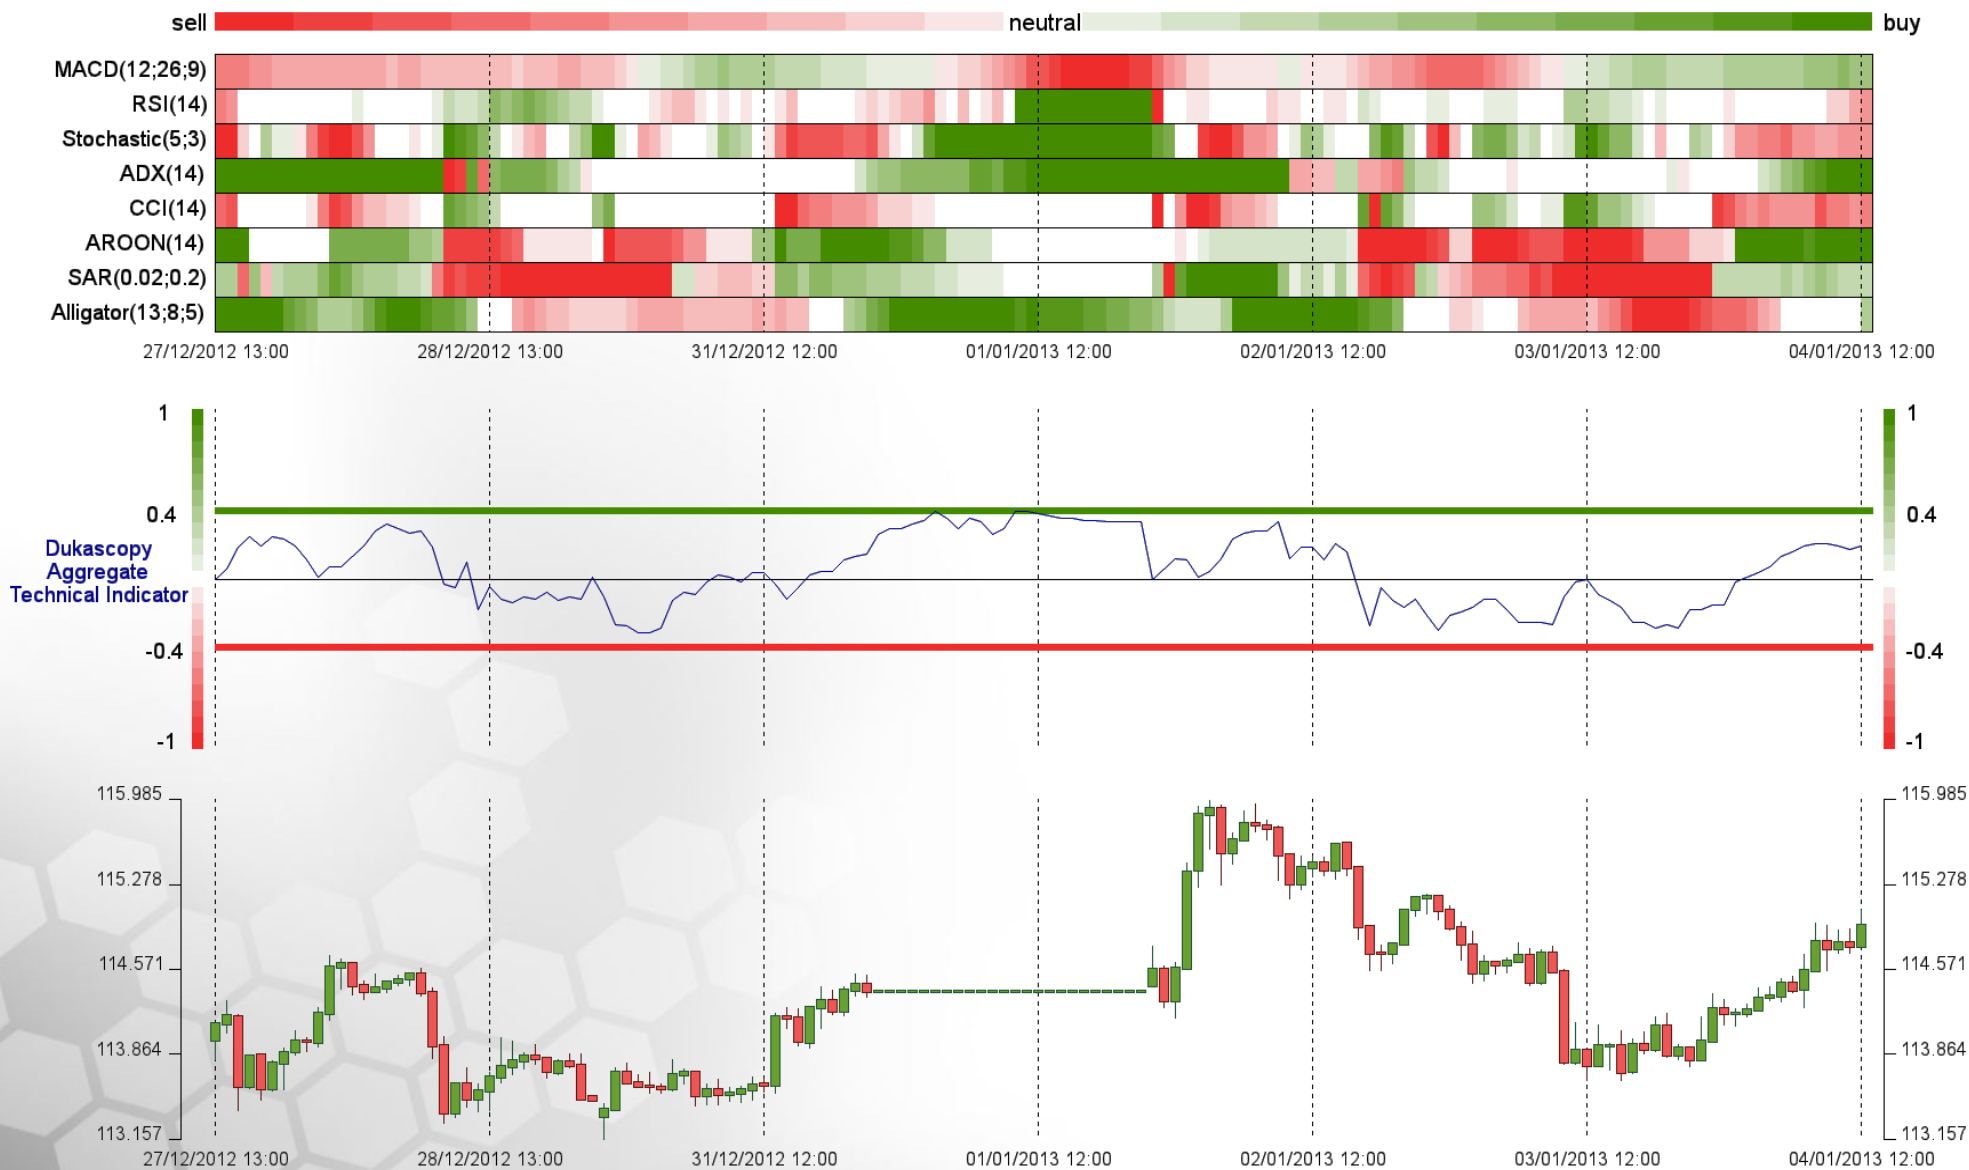 sell neutral buy
MACD(12;26;9)
RSI(14)
Stochastic(5;3)
ADX(14)
CCI(14)
AROON(14)
SAR(0.02;0.2)
Alligator(13;8;5)
27/12/2012 13:00 28/12/2012 13:00 31/12/2012 12:00 01/01/2013 12:00 02/01/2013 12:00 03/01/2013 12:00 04/01/2013 12:00
1 1
0.4 0.4
Dukascopy
Aggregate
Technical Indicator
-0.4 -0.4
-1 -1
115.985 115.985
115.278 115.278
114.571 114.571
113.864 113.864
113.157 113.157
27/12/2012 13:00 28/12/2012 13:00 31/12/2012 12:00 01/01/2013 12:00 02/01/2013 12:00 03/01/2013 12:00 04/01/2013 12:00